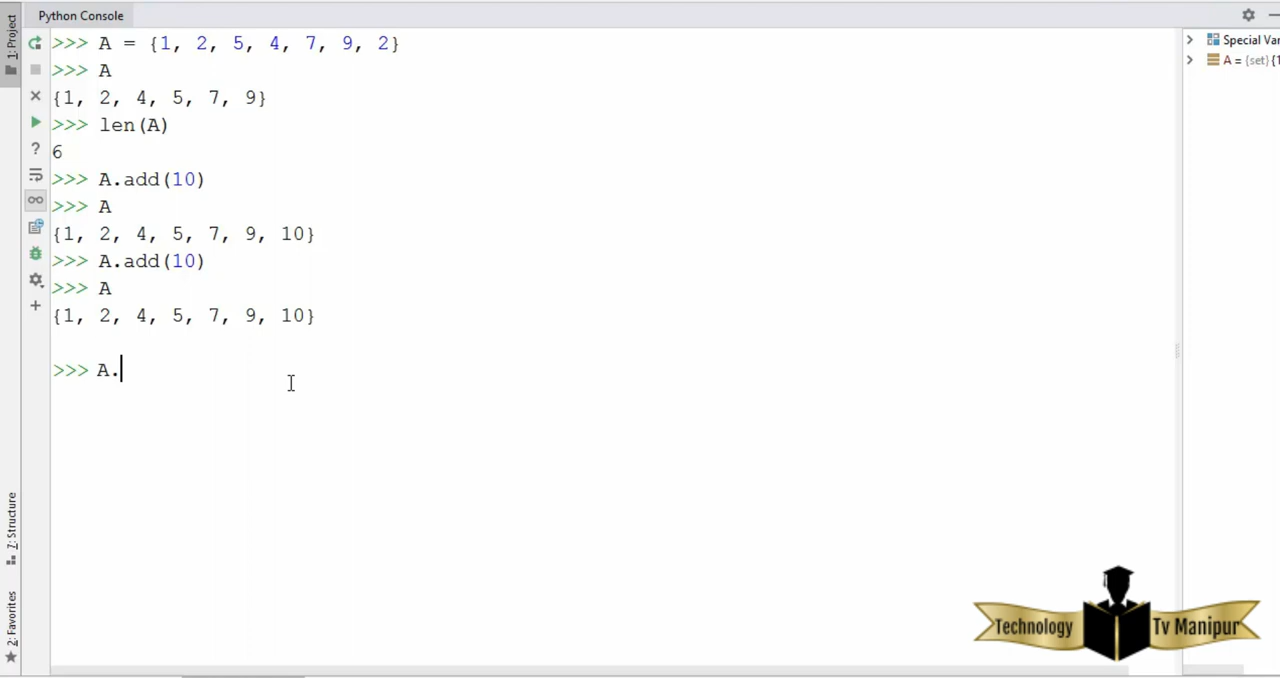 Python Console
1: Project
>>> A = {1, 2, 5, 4, 7, 9, 2}
>>> A
{1, 2, 4, 5, 7, 9}
>>> len(A)
6
>>> A.add(10)
>>> A
{1, 2, 4, 5, 7, 9, 10}
>>> A.add(10)
>>> A
{1, 2, 4, 5, 7, 9, 10}
>>> A.
Special Var
A = {set} {1
7: Structure
2: Favorites
Technology Tv Manipur